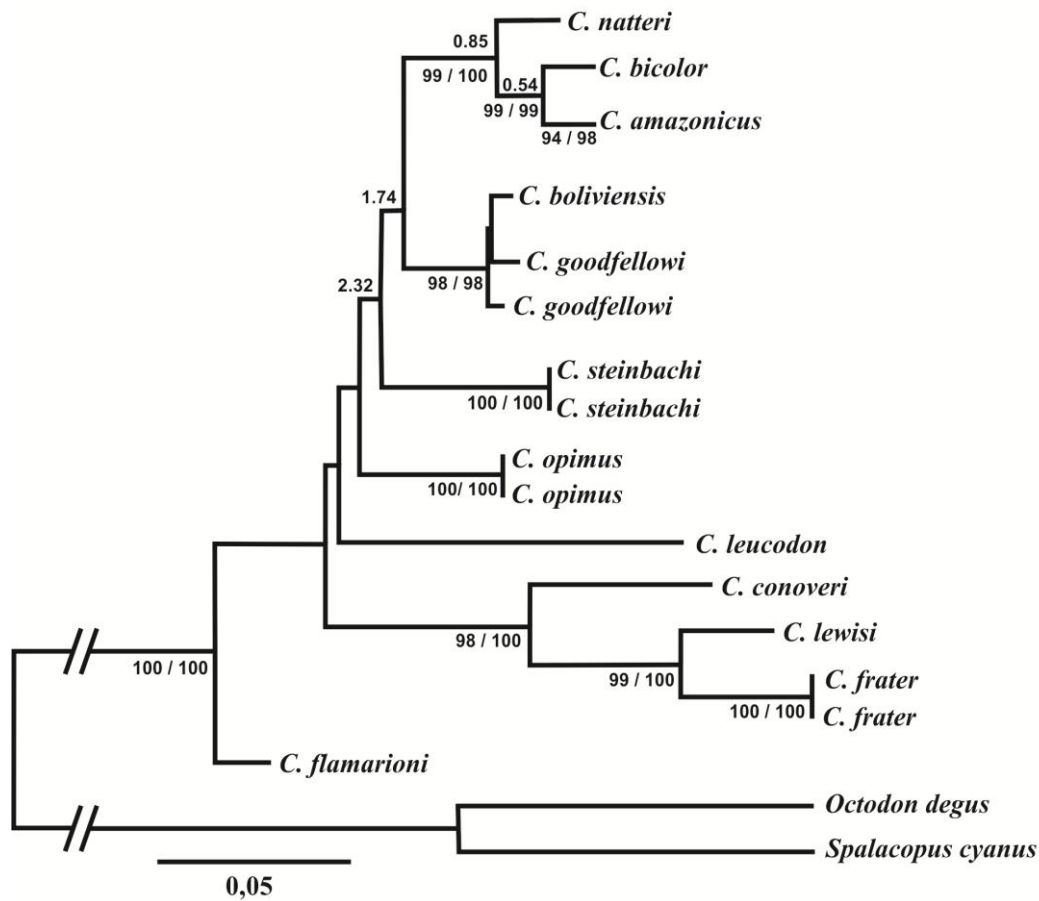 C. natteri
0.85
99 / 100
C. bicolor
0.54
99 / 99
C. amazonicus
94 / 98
C. boliviensis
1.74
C. goodfellowi
98 / 98
2.32
C. goodfellowi
C. steinbachi
100 / 100
C. steinbachi
C. opimus
100/ 100
C. opimus
C. leucodon
C. conoveri
98 / 100
C. lewisi
99 / 100
100 / 100
C. frater
100 / 100
C. frater
C. flamarioni
Octodon degus
Spalacopus cyanus
0,05